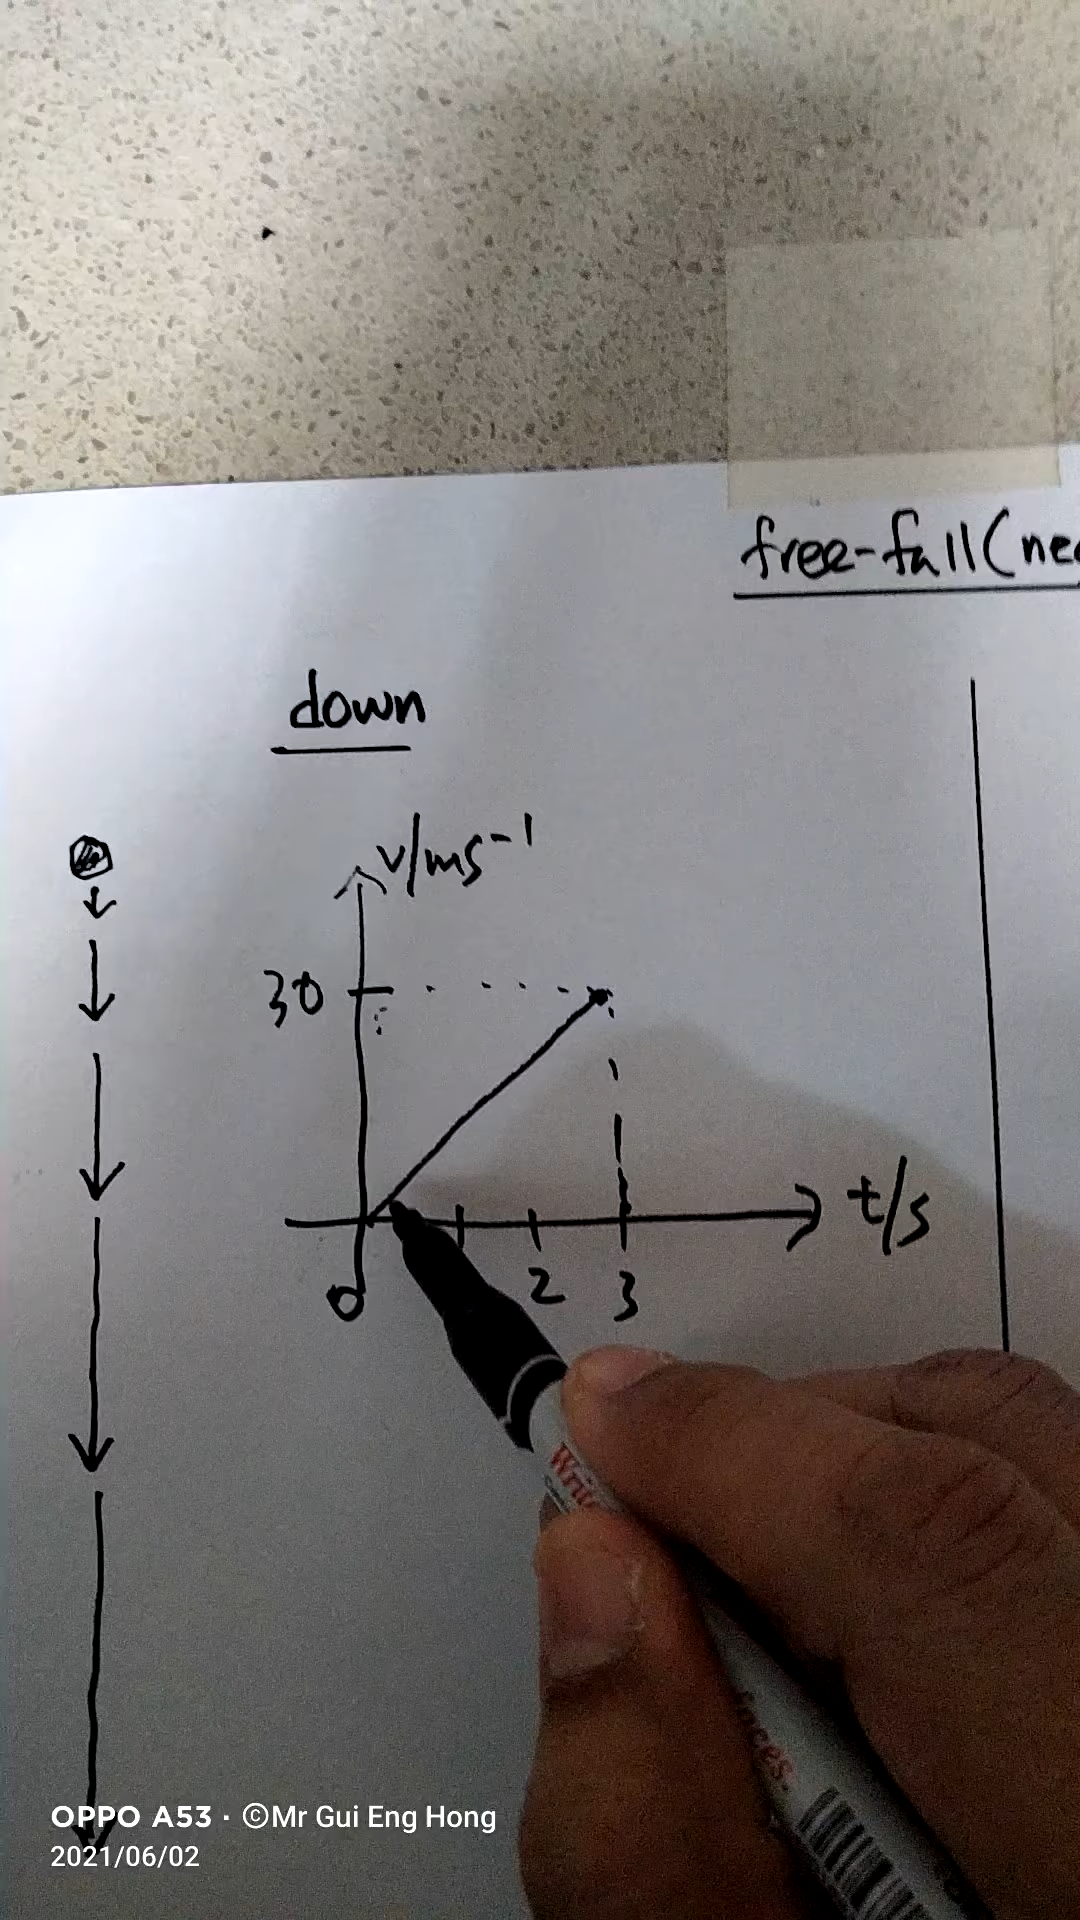 free-fall(ne
down
v/ms⁻¹
30
t/s
2 3
0
OPPO A53 · ©Mr Gui Eng Hong
2021/06/02